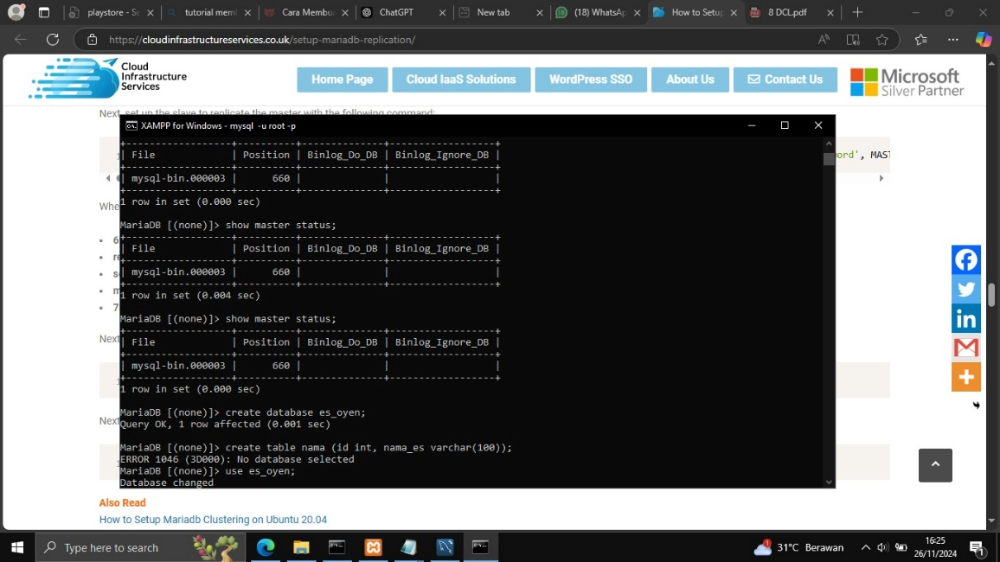 playstore - Se
tutorial mem
Cara Membu
ChatGPT
New tab
(18) WhatsAp
How to Setup
8 DCL.pdf
https://cloudinfrastructureservices.co.uk/setup-mariadb-replication/
Cloud
Infrastructure
Services
Home Page
Cloud IaaS Solutions
WordPress SSO
About Us
Contact Us
Microsoft
Silver Partner
Next, set up the slave to replicate the master with the following command:
XAMPP for Windows - mysql -u root -p
| File | Position | Binlog_Do_DB | Binlog_Ignore_DB |
ord', MAST
| mysql-bin.000003 | 660 | | |
1 row in set (0.000 sec)
Whe
MariaDB [(none)]> show master status;
| File | Position | Binlog_Do_DB | Binlog_Ignore_DB |
| mysql-bin.000003 | 660 | | |
1 row in set (0.004 sec)
MariaDB [(none)]> show master status;
| File | Position | Binlog_Do_DB | Binlog_Ignore_DB |
Next
| mysql-bin.000003 | 660 | | |
1 row in set (0.000 sec)
MariaDB [(none)]> create database es_oyen;
Next
Query OK, 1 row affected (0.001 sec)
MariaDB [(none)]> create table nama (id int, nama_es varchar(100));
ERROR 1046 (3D000): No database selected
MariaDB [(none)]> use es_oyen;
Database changed
Also Read
How to Setup Mariadb Clustering on Ubuntu 20.04
Type here to search
31°C Berawan
16:25
26/11/2024